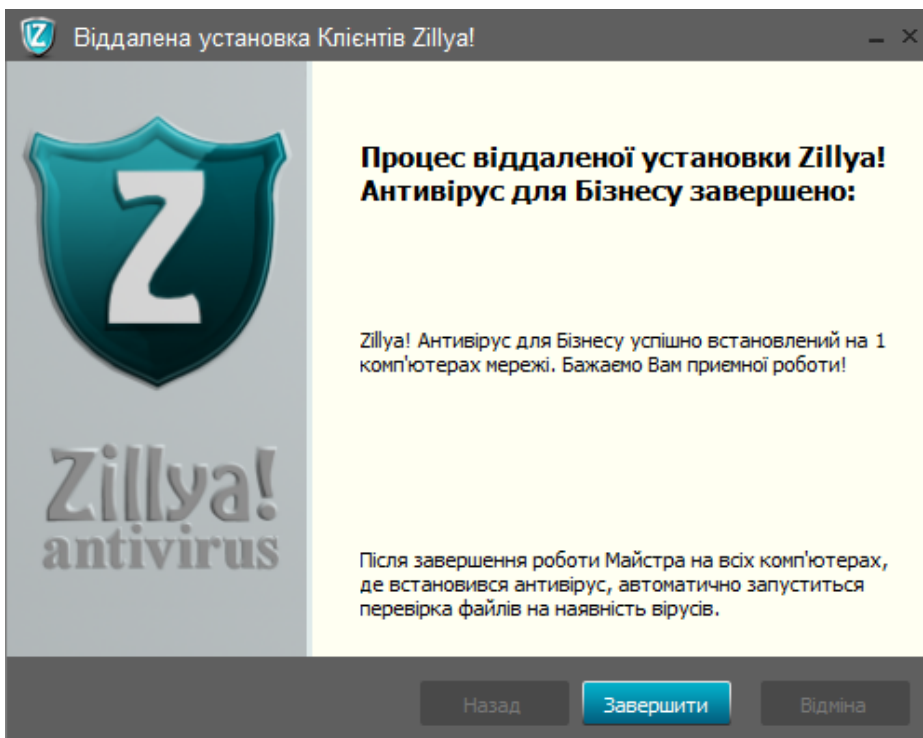 Z Віддалена установка Клієнтів Zillya!
Z
Zillya!
antivirus
Процес віддаленої установки Zillya!
Антивірус для Бізнесу завершено:
Zillya! Антивірус для Бізнесу успішно встановлений на 1
комп'ютерах мережі. Бажаємо Вам приємної роботи!
Після завершення роботи Майстра на всіх комп'ютерах,
де встановився антивірус, автоматично запуститься
перевірка файлів на наявність вірусів.
Назад Завершити Відміна